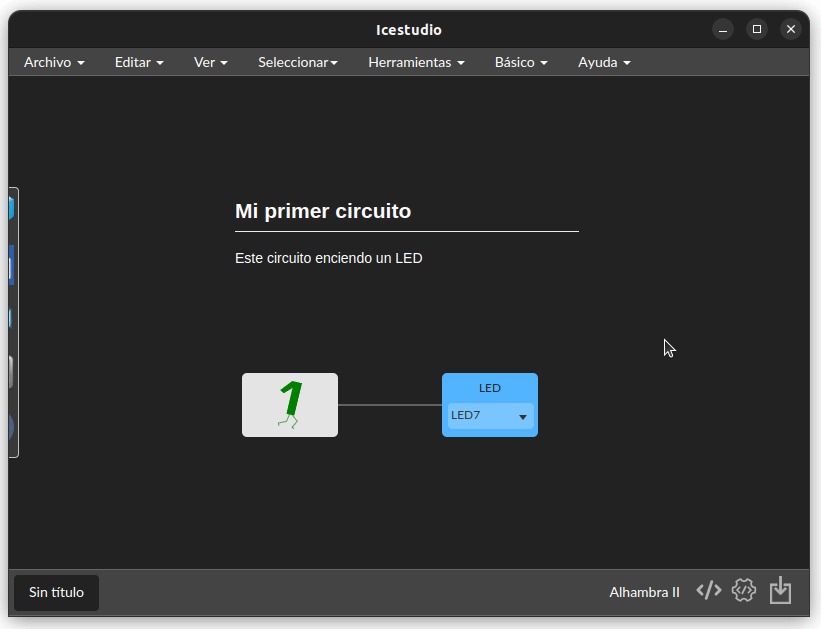 Icestudio
Archivo Editar Ver Seleccionar Herramientas Básico Ayuda
Mi primer circuito
Este circuito enciendo un LED
1
LED
LED7
Sin título
Alhambra II </> </>